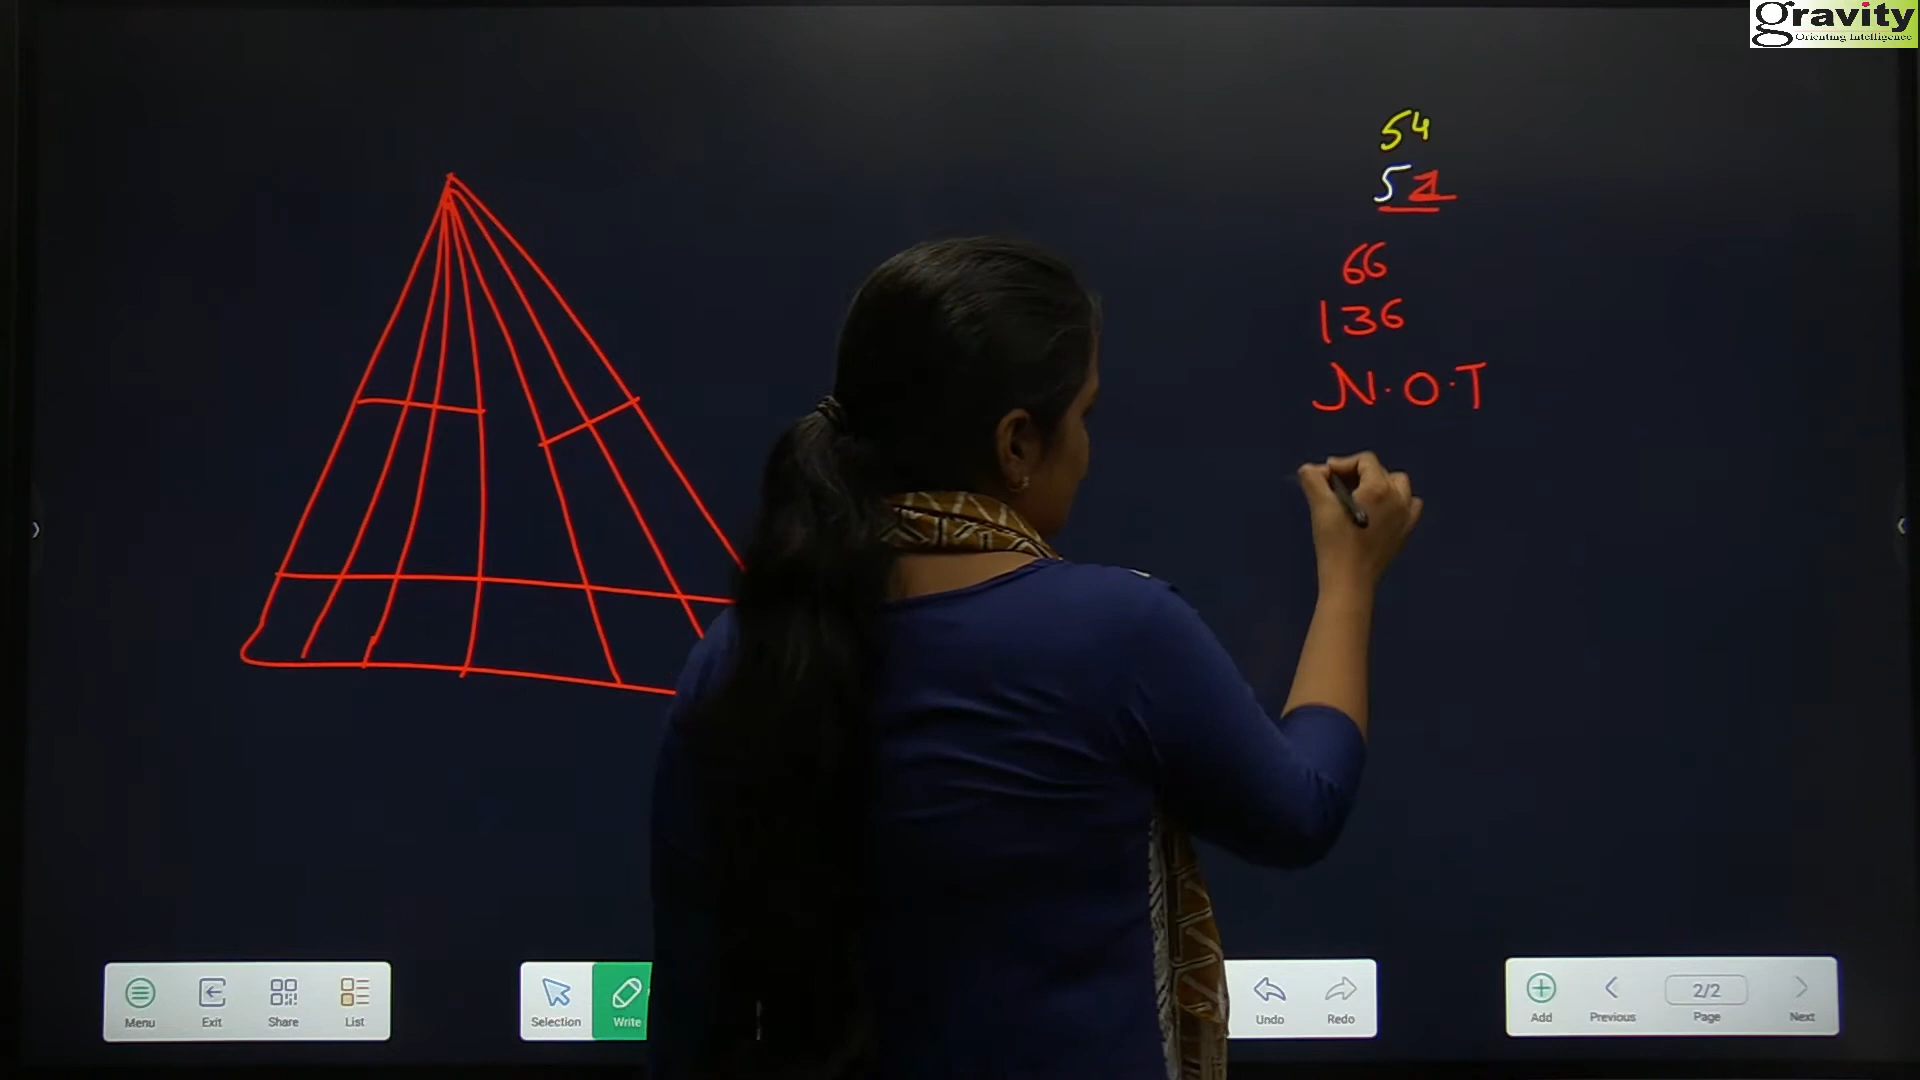 gravity
Orienting Intelligence
54
52
66
136
N.O.T
Menu
Exit
Share
List
Selection
Write
Undo
Redo
Add
Previous
2/2
Page
Next